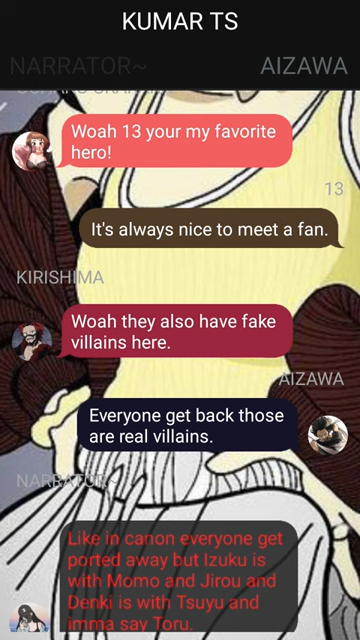 KUMAR TS
NARRATOR~
AIZAWA
Woah 13 your my favorite
hero!
13
It's always nice to meet a fan.
KIRISHIMA
Woah they also have fake
villains here.
AIZAWA
Everyone get back those
are real villains.
NARRATOR~
Like in canon everyone get
ported away but Izuku is
with Momo and Jirou and
Denki is with Tsuyu and
imma say Toru.